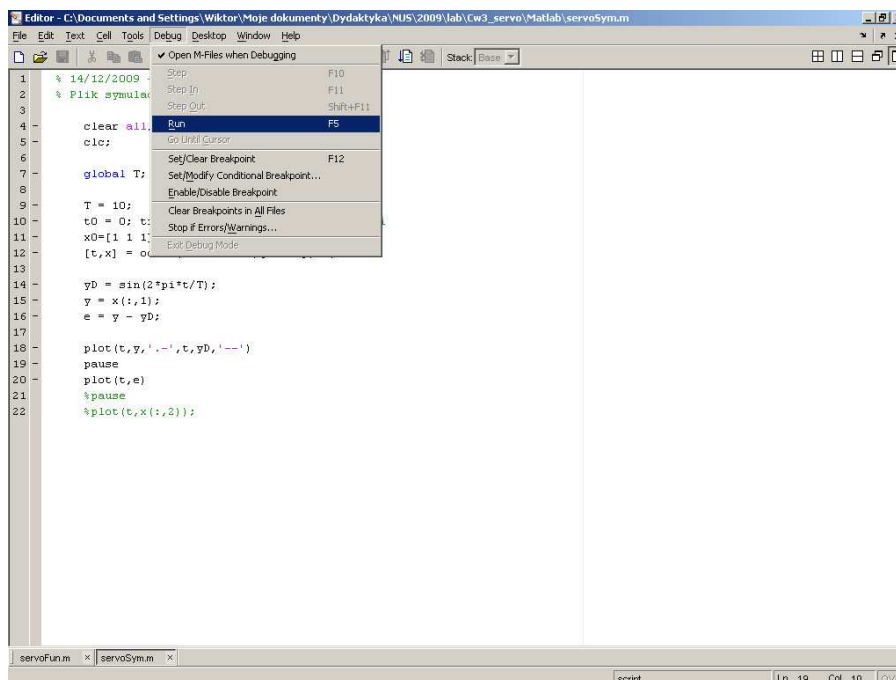 Editor - C:\Documents and Settings\Wiktor\Moje dokumenty\Dydaktyka\NUS\2009\lab\Cw3_servo\Matlab\servoSym.m
File Edit Text Cell Tools Debug Desktop Window Help
✓ Open M-Files when Debugging
Stack: Base
Step F10
Step In F11
Step Out Shift+F11
Run F5
Go Until Cursor
Set/Clear Breakpoint F12
Set/Modify Conditional Breakpoint...
Enable/Disable Breakpoint
Clear Breakpoints in All Files
Stop if Errors/Warnings...
Exit Debug Mode
1 % 14/12/2009 -
2 % Plik symula
3
4 - clear all,
5 - clc;
6
7 - global T;
8
9 - T = 10;
10 - t0 = 0;
11 - x0=[1 1 1]
12 - [t,x] =
13
14 - yD = sin(2*pi*t/T);
15 - y = x(:,1);
16 - e = y - yD;
17
18 - plot(t,y,'.-',t,yD,'--')
19 - pause
20 - plot(t,e)
21 %pause
22 %plot(t,x(:,2));
servoFun.m × servoSym.m ×
script Ln 19 Col 10